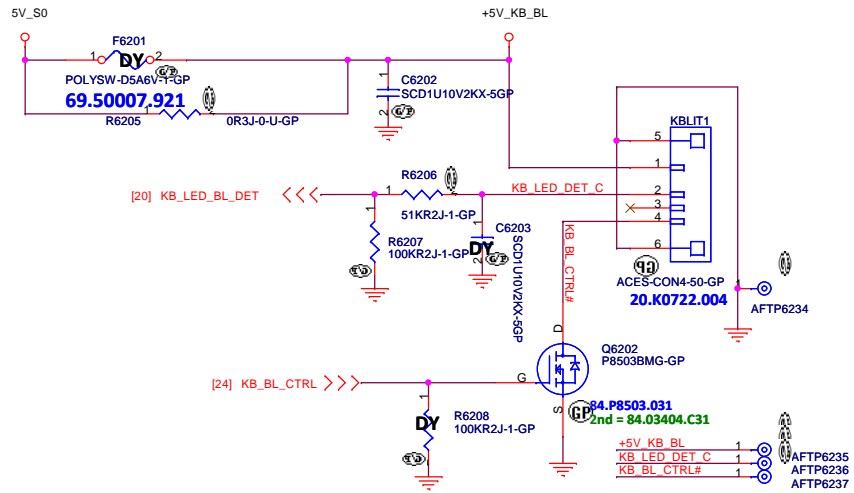 5V_S0
+5V_KB_BL
F6201
1
2
DY
G/P
POLYSW-D5A6V-1-GP
69.50007.921
1
R6205
0R3J-0-U-GP
1
C6202
SCD1U10V2KX-5GP
2
G/P
KBLIT1
5
1
2
3
4
6
R6206
1
[20] KB_LED_BL_DET
KB_LED_DET_C
51KR2J-1-GP
1
R6207
100KR2J-1-GP
1
C6203
SCD1U10V2KX-5GP
DY
2
G/P
KB_BL_CTRL#
GP
ACES-CON4-50-GP
20.K0722.004
1
AFTP6234
D
Q6202
P8503BMG-GP
G
[24] KB_BL_CTRL
S
GP
84.P8503.031
2nd = 84.03404.C31
1
DY
R6208
100KR2J-1-GP
+5V_KB_BL
1
AFTP6235
KB_LED_DET_C
1
AFTP6236
KB_BL_CTRL#
1
AFTP6237